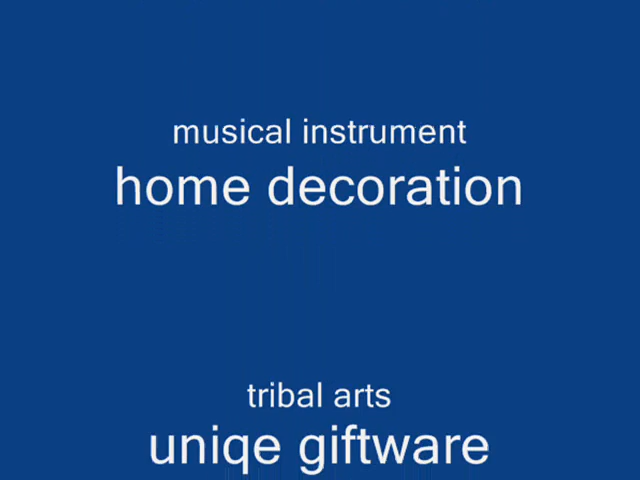 musical instrument
home decoration
tribal arts
uniqe giftware